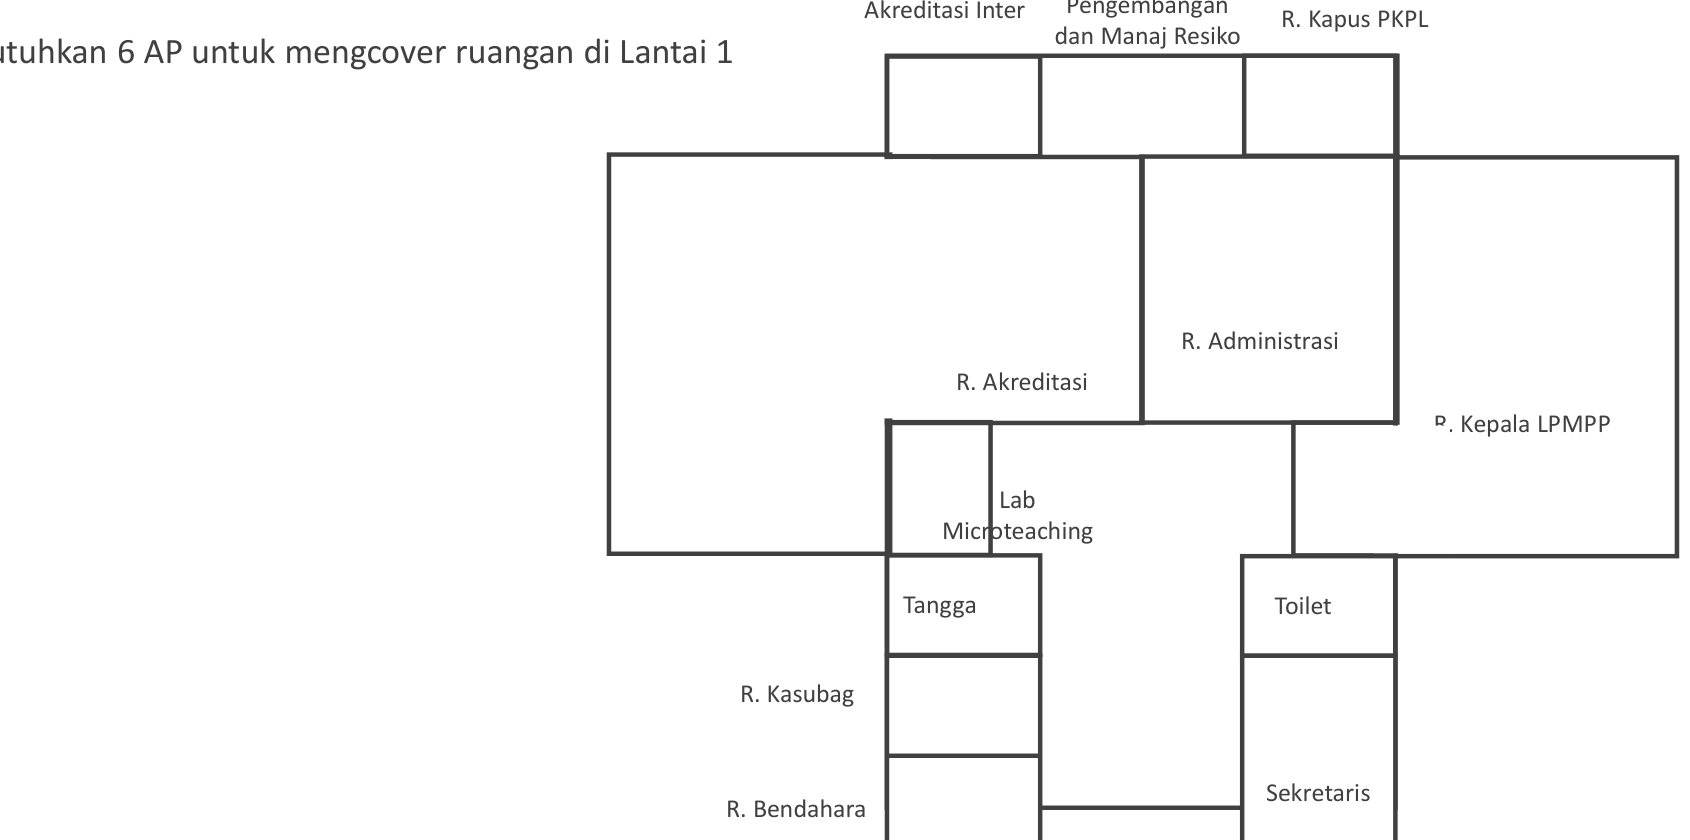 Akreditasi Inter
Pengembangan
dan Manaj Resiko
R. Kapus PKPL
6 AP untuk mengcover ruangan di Lantai 1
R. Administrasi
R. Akreditasi
R. Kepala LPMPP
Lab
Microteaching
Tangga
Toilet
R. Kasubag
Sekretaris
R. Bendahara